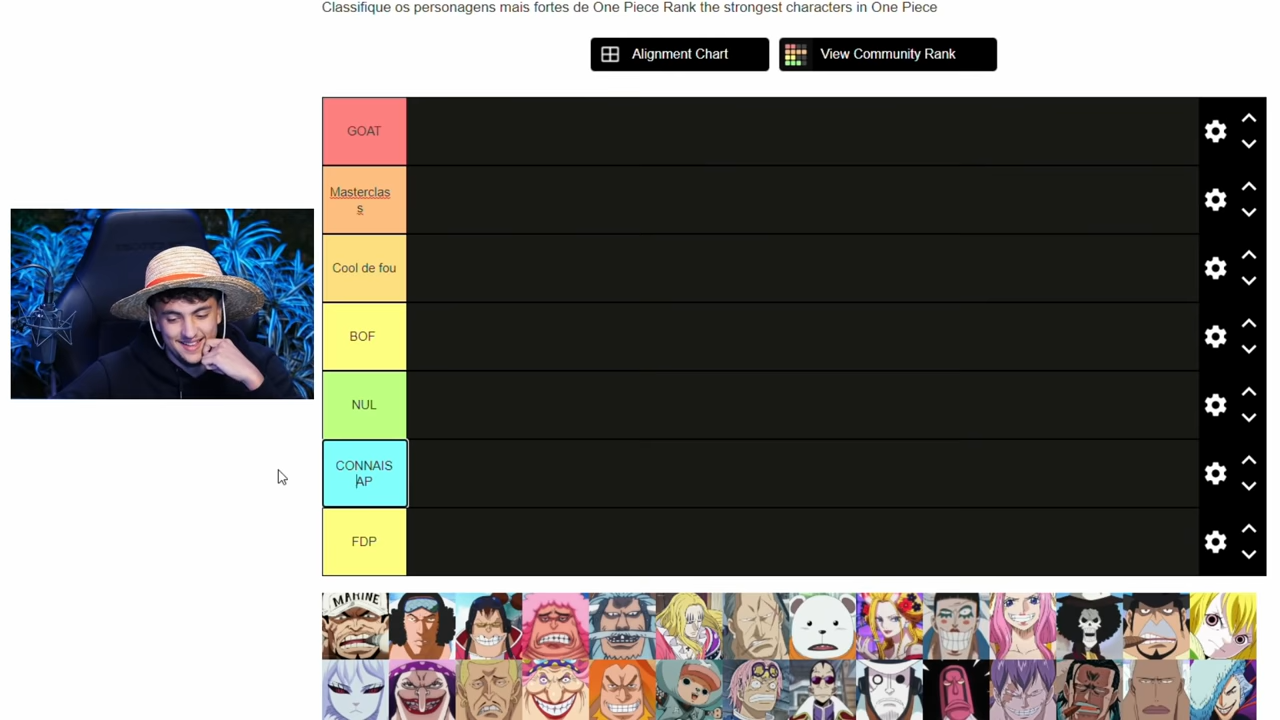 Classifique os personagens mais fortes de One Piece Rank the strongest characters in One Piece
Alignment Chart
View Community Rank
GOAT
Masterclas
s
Cool de fou
BOF
NUL
CONNAIS
AP
FDP
MARINE